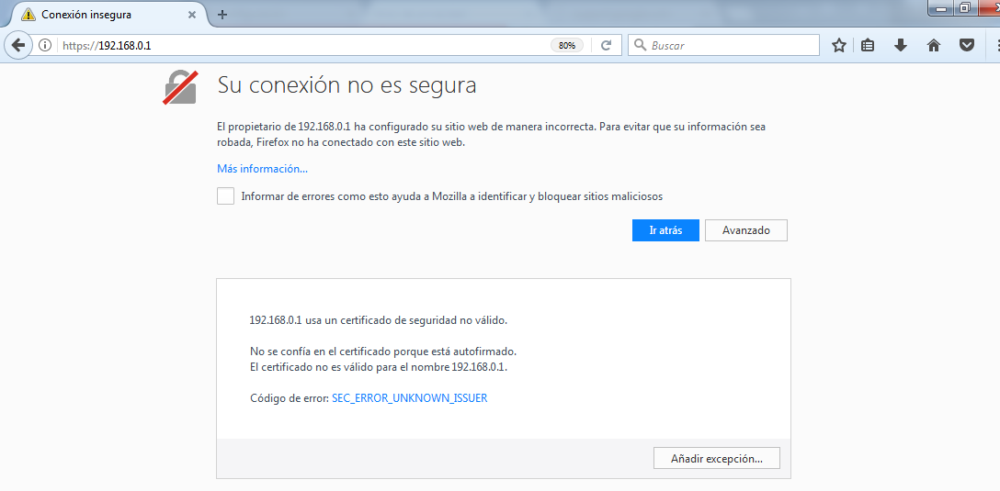 Conexión insegura
https://192.168.0.1
80%
Buscar
Su conexión no es segura
El propietario de 192.168.0.1 ha configurado su sitio web de manera incorrecta. Para evitar que su información sea
robada, Firefox no ha conectado con este sitio web.
Más información...
Informar de errores como esto ayuda a Mozilla a identificar y bloquear sitios maliciosos
Ir atrás
Avanzado
192.168.0.1 usa un certificado de seguridad no válido.
No se confía en el certificado porque está autofirmado.
El certificado no es válido para el nombre 192.168.0.1.
Código de error: SEC_ERROR_UNKNOWN_ISSUER
Añadir excepción...